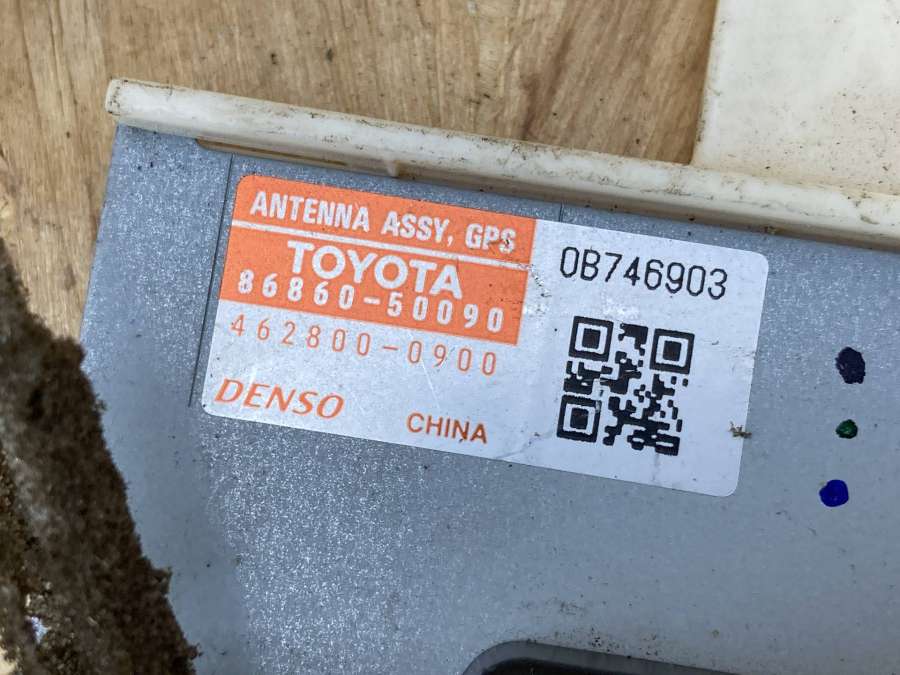 ANTENNA ASSY, GPS
TOYOTA
86860-50090
462800-0900
DENSO
CHINA
0B746903